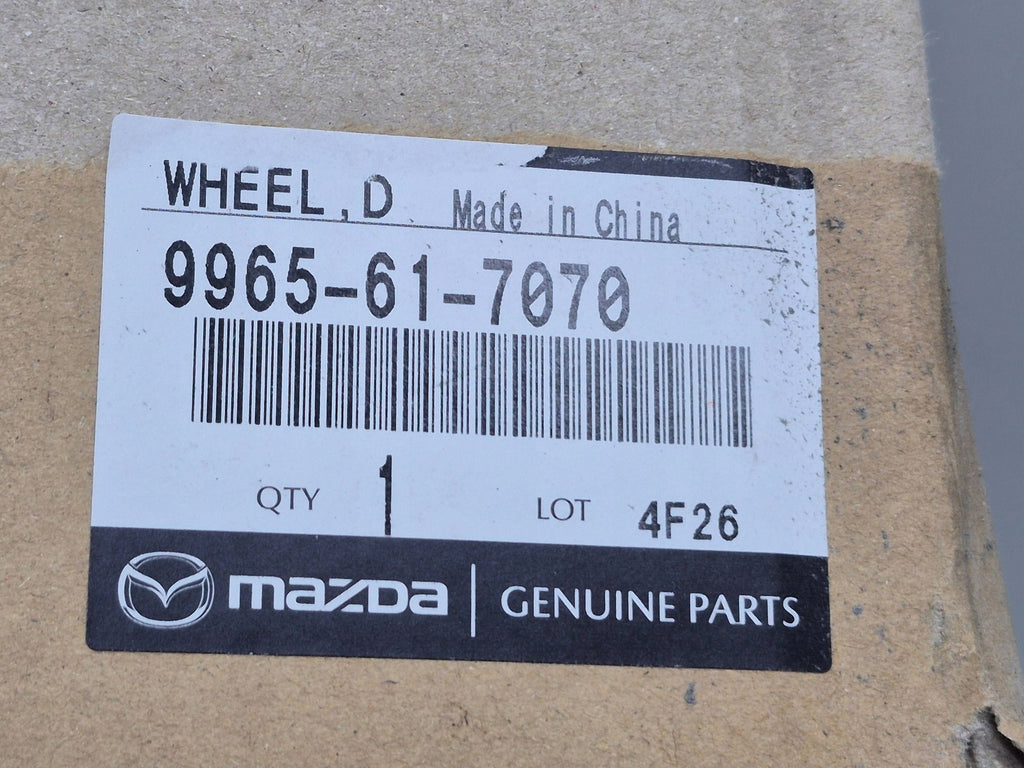 WHEEL,D Made in China
9965-61-7070
QTY 1 LOT 4F26
mazda GENUINE PARTS